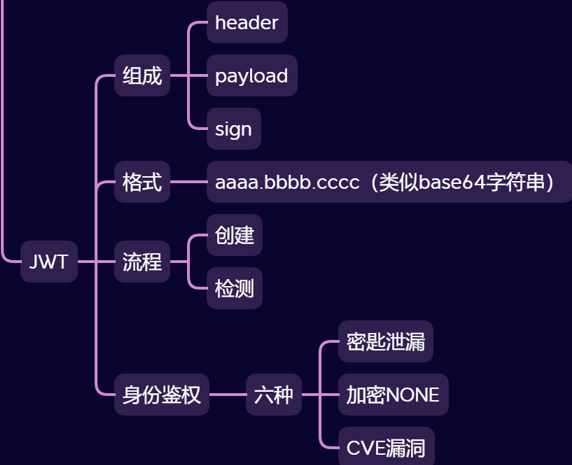 header
组成
payload
sign
格式
aaaa.bbbb.cccc（类似base64字符串）
创建
JWT
流程
检测
密匙泄漏
身份鉴权
六种
加密NONE
CVE漏洞